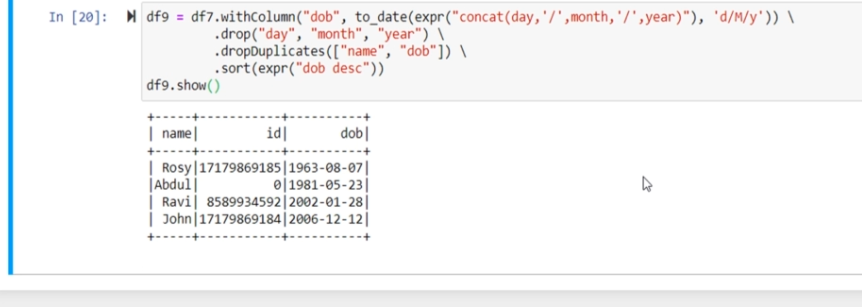 In [20]:
df9 = df7.withColumn("dob", to_date(expr("concat(day,'/',month,'/',year)"), 'd/M/y')) \
.drop("day", "month", "year") \
.dropDuplicates(["name", "dob"]) \
.sort(expr("dob desc"))
df9.show()
+-----+-----------+----------+
| name|         id|       dob|
+-----+-----------+----------+
| Rosy|17179869185|1963-08-07|
|Abdul|          0|1981-05-23|
| Ravi| 8589934592|2002-01-28|
| John|17179869184|2006-12-12|
+-----+-----------+----------+